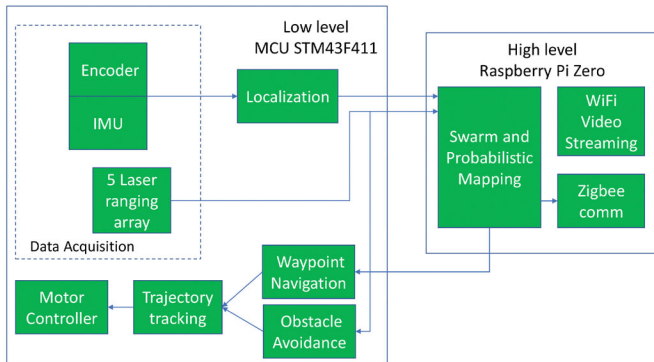 Low level
MCU STM43F411
Encoder
IMU
Localization
5 Laser
ranging
array
Data Acquisition
Waypoint
Navigation
Motor
Controller
Trajectory
tracking
Obstacle
Avoidance
High level
Raspberry Pi Zero
Swarm and
Probabilistic
Mapping
WiFi
Video
Streaming
Zigbee
comm